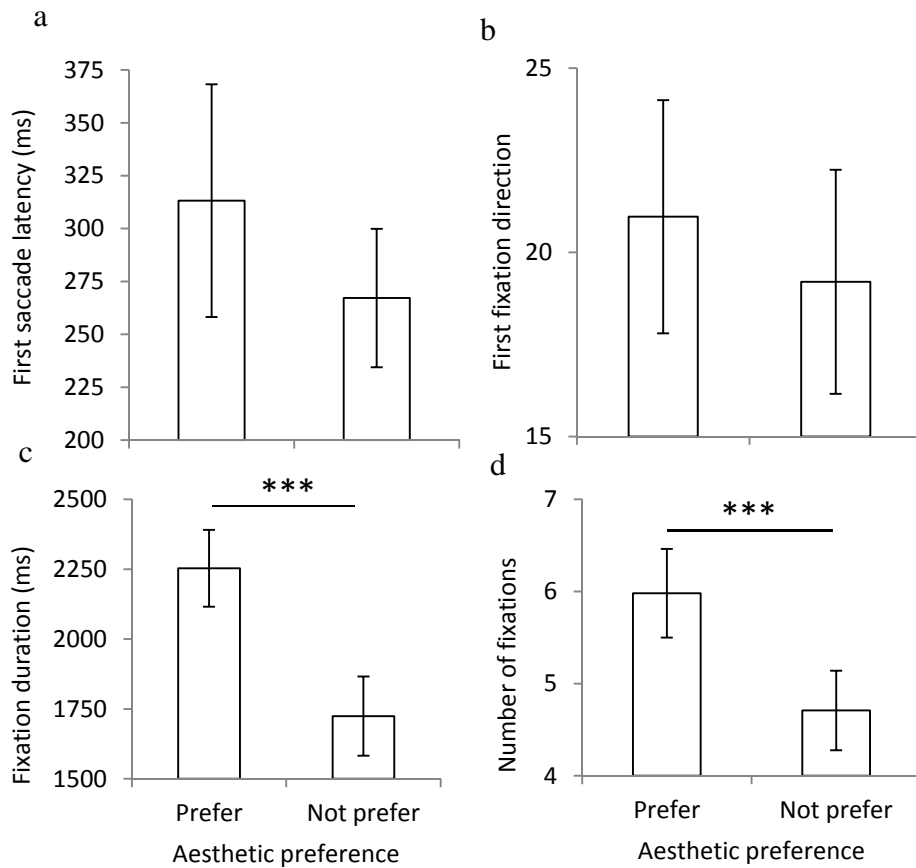 a
First saccade latency (ms)
375
350
325
300
275
250
225
200
b
First fixation direction
25
20
15
c
Fixation duration (ms)
2500
2250
2000
1750
1500
***
Prefer
Not prefer
Aesthetic preference
d
Number of fixations
7
6
5
4
***
Prefer
Not prefer
Aesthetic preference